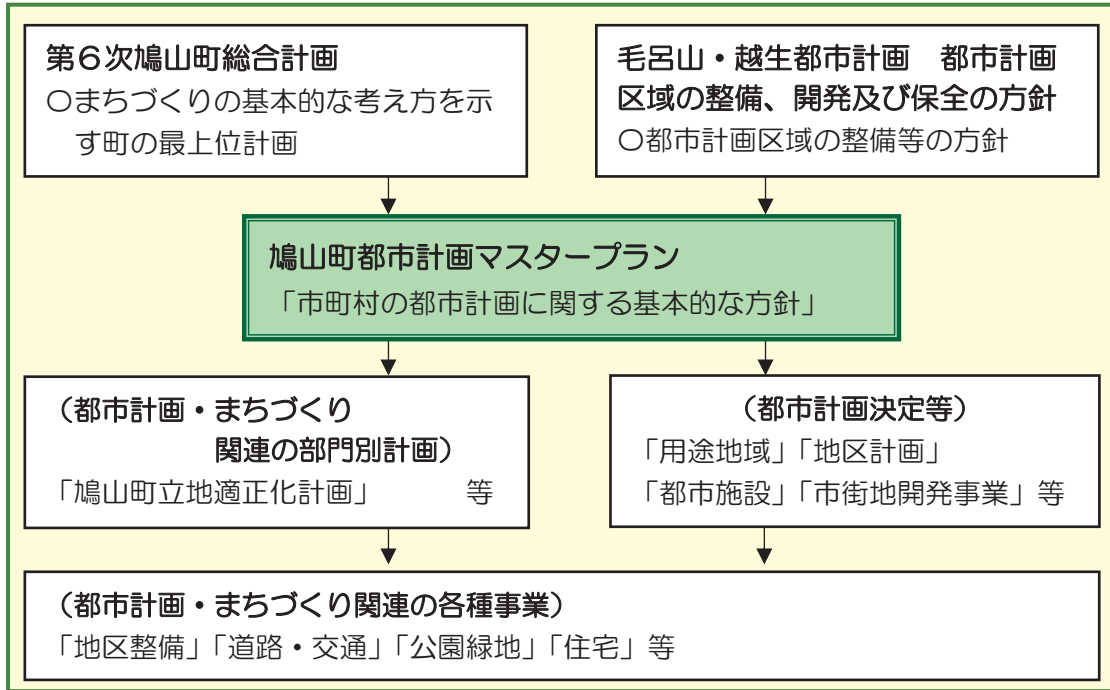 第６次鳩山町総合計画
○まちづくりの基本的な考え方を示
す町の最上位計画
毛呂山・越生都市計画　都市計画
区域の整備、開発及び保全の方針
○都市計画区域の整備等の方針
鳩山町都市計画マスタープラン
「市町村の都市計画に関する基本的な方針」
（都市計画・まちづくり
関連の部門別計画）
「鳩山町立地適正化計画」　　　等
（都市計画決定等）
「用途地域」「地区計画」
「都市施設」「市街地開発事業」等
（都市計画・まちづくり関連の各種事業）
「地区整備」「道路・交通」「公園緑地」「住宅」等